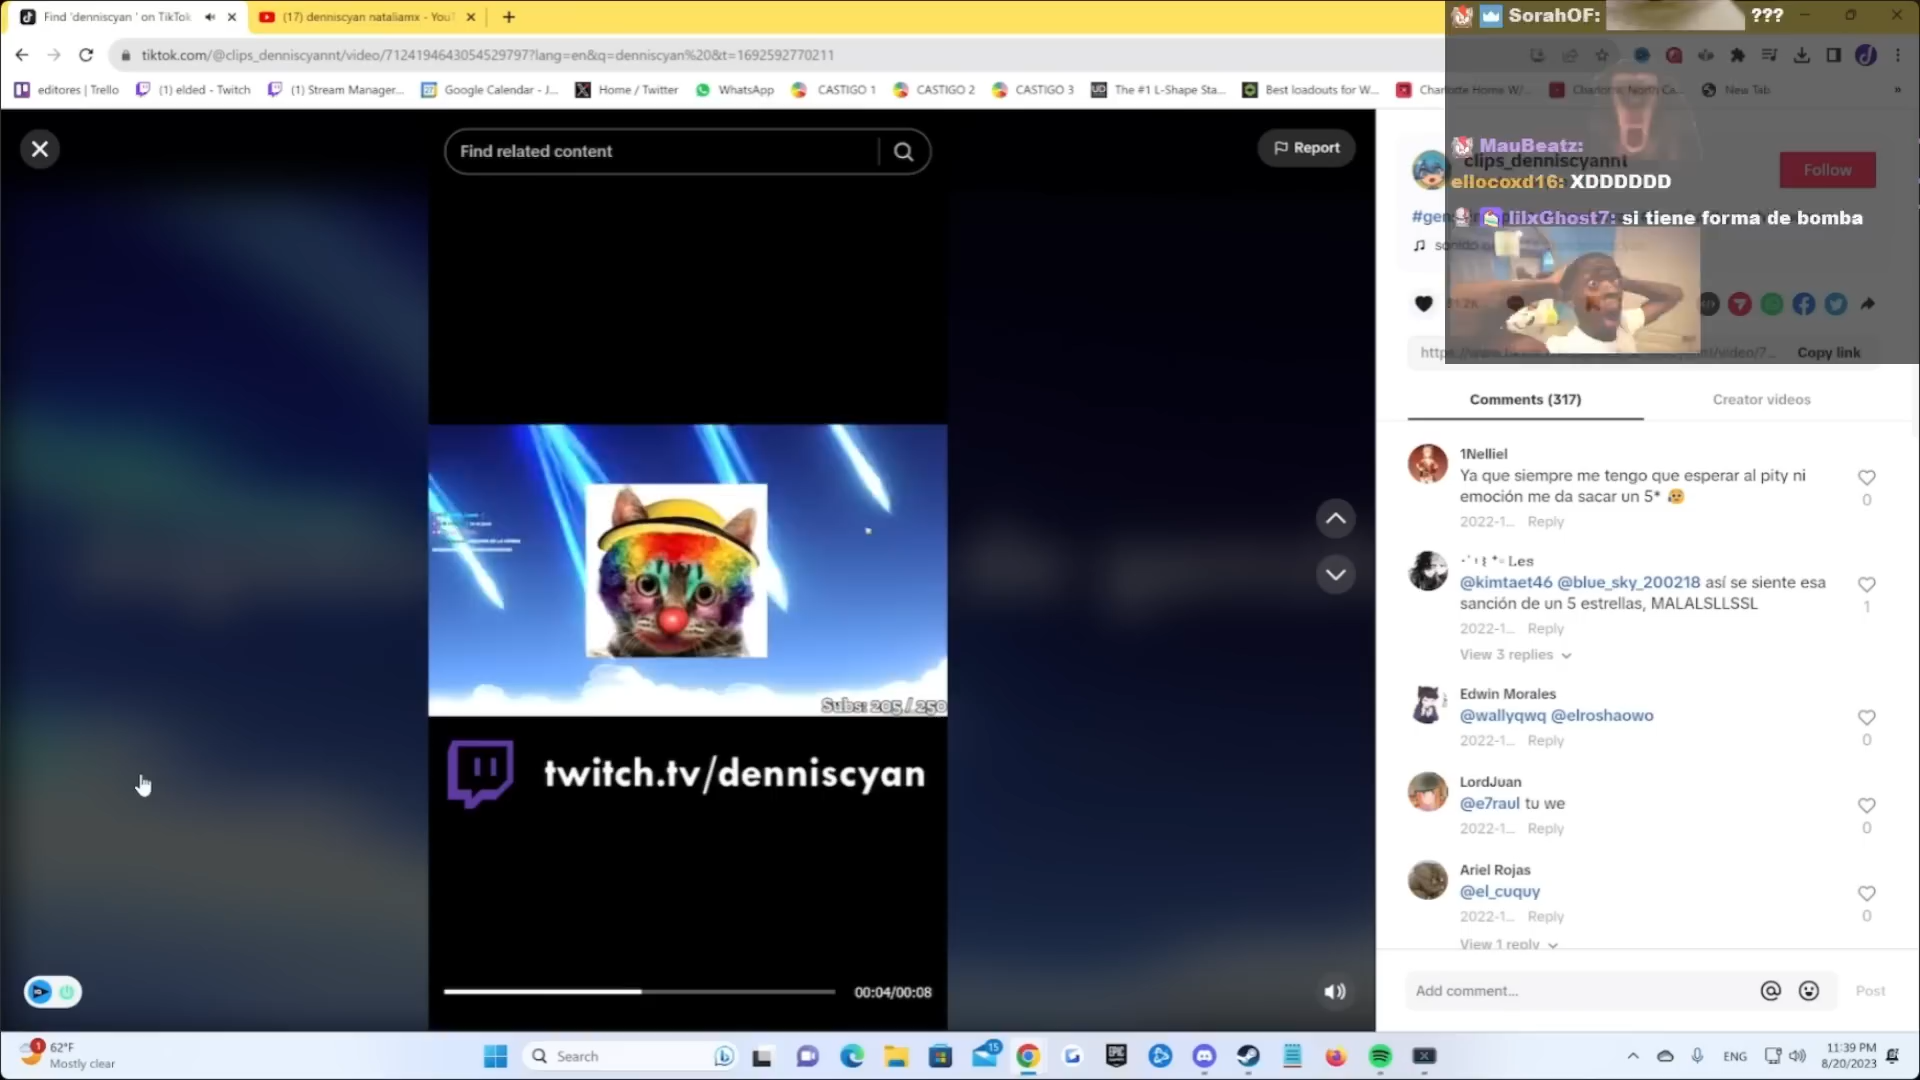 Find 'denniscyan ' on TikTok
(17) denniscyan nataliamx - YouT
tiktok.com/@clips_denniscyannt/video/7124194643054529797?lang=en&q=denniscyan%20&t=1692592770211
editores | Trello
(1) elded - Twitch
(1) Stream Manager...
Google Calendar - J...
Home / Twitter
WhatsApp
CASTIGO 1
CASTIGO 2
CASTIGO 3
The #1 L-Shape Sta...
Best loadouts for W...
Charlotte Home W/...
Charlotte, North Ca...
New Tab
SorahOF: ???
MauBeatz:
ellocoxd16: XDDDDDD
lilxGhost7: si tiene forma de bomba
Find related content
Report
clips_denniscyannt
Follow
Copy link
Comments (317)
Creator videos
1Nelliel
Ya que siempre me tengo que esperar al pity ni
emoción me da sacar un 5*
2022-1... Reply
0
Les
@kimtaet46 @blue_sky_200218 así se siente esa
sanción de un 5 estrellas, MALALSLLSSL
1
2022-1... Reply
View 3 replies
Edwin Morales
@wallyqwq @elroshaowo
2022-1... Reply
0
LordJuan
@e7raul tu we
2022-1... Reply
0
Ariel Rojas
@el_cuquy
2022-1... Reply
0
View 1 reply
Add comment...
Post
Subs: 205 / 250
twitch.tv/denniscyan
00:04/00:08
62°F
Mostly clear
Search
15
ENG
11:39 PM
8/20/2023